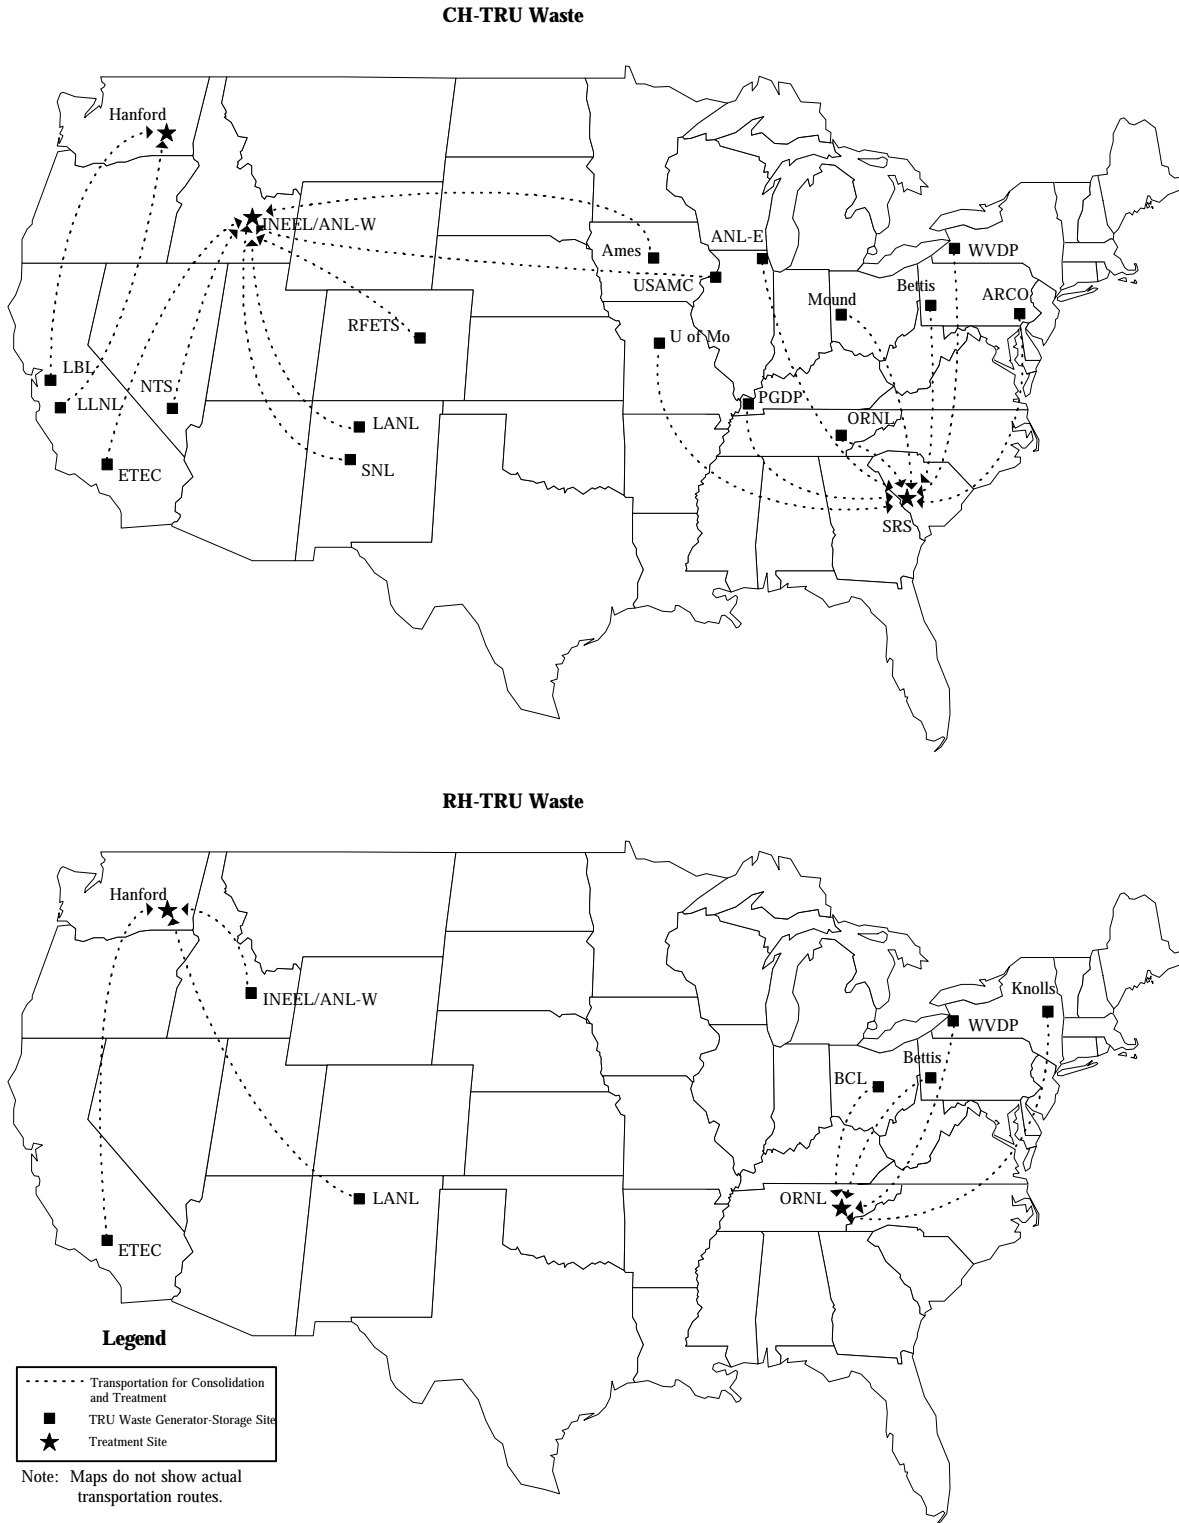 CH-TRU Waste
Hanford
INEEL/ANL-W
Ames
ANL-E
WVDP
USAMC
Bettis
ARCO
Mound
RFETS
U of Mo
LBL
NTS
LLNL
PGDP
LANL
ORNL
SNL
ETEC
SRS
RH-TRU Waste
Hanford
INEEL/ANL-W
Knolls
WVDP
Bettis
BCL
LANL
ORNL
ETEC
Legend
Transportation for Consolidation
and Treatment
TRU Waste Generator-Storage Site
Treatment Site
Note: Maps do not show actual
transportation routes.